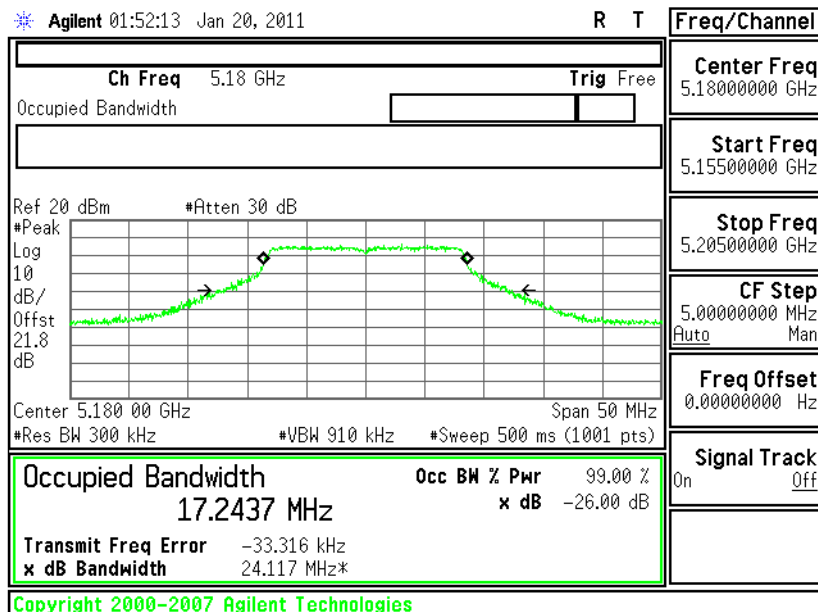 Agilent 01:52:13 Jan 20, 2011 R T
Freq/Channel
Ch Freq 5.18 GHz Trig Free
Occupied Bandwidth
Center Freq
5.18000000 GHz
Start Freq
5.15500000 GHz
Stop Freq
5.20500000 GHz
CF Step
5.00000000 MHz
Auto Man
Freq Offset
0.00000000 Hz
Signal Track
On Off
Ref 20 dBm #Atten 30 dB
#Peak
Log
10
dB/
Offst
21.8
dB
Center 5.180 00 GHz Span 50 MHz
#Res BW 300 kHz #VBW 910 kHz #Sweep 500 ms (1001 pts)
Occupied Bandwidth Occ BW % Pwr 99.00 %
17.2437 MHz x dB -26.00 dB
Transmit Freq Error -33.316 kHz
x dB Bandwidth 24.117 MHz*
Copyright 2000-2007 Agilent Technologies